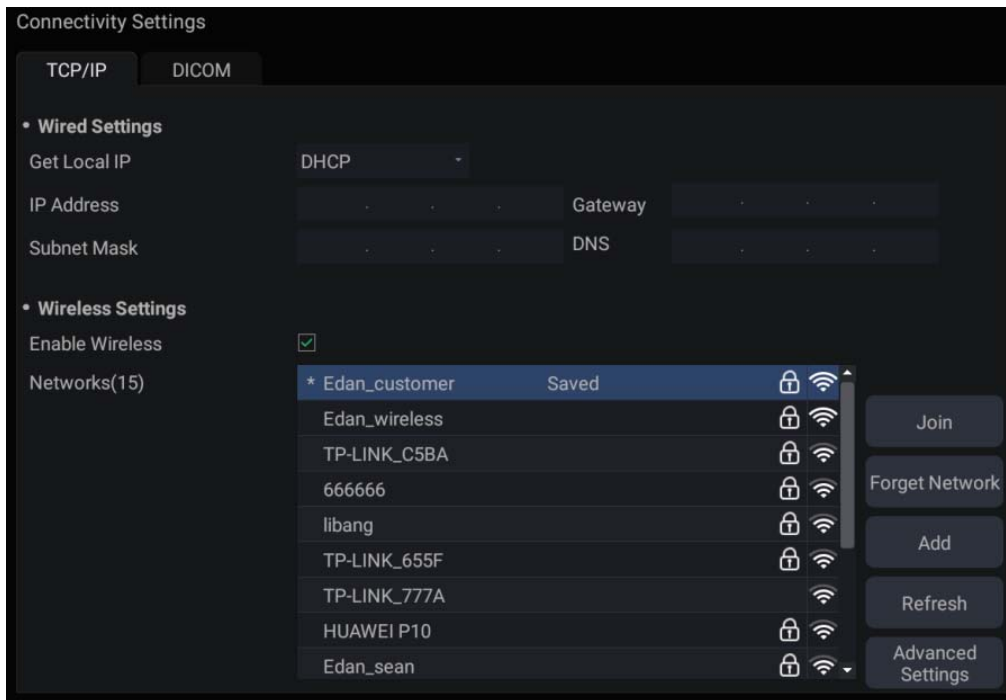 Connectivity Settings
TCP/IP DICOM
• Wired Settings
Get Local IP DHCP
IP Address . . . Gateway . . .
Subnet Mask . . . DNS . . .
• Wireless Settings
Enable Wireless
Networks(15)
* Edan_customer Saved
Edan_wireless
TP-LINK_C5BA
666666
libang
TP-LINK_655F
TP-LINK_777A
HUAWEI P10
Edan_sean
Join
Forget Network
Add
Refresh
Advanced
Settings